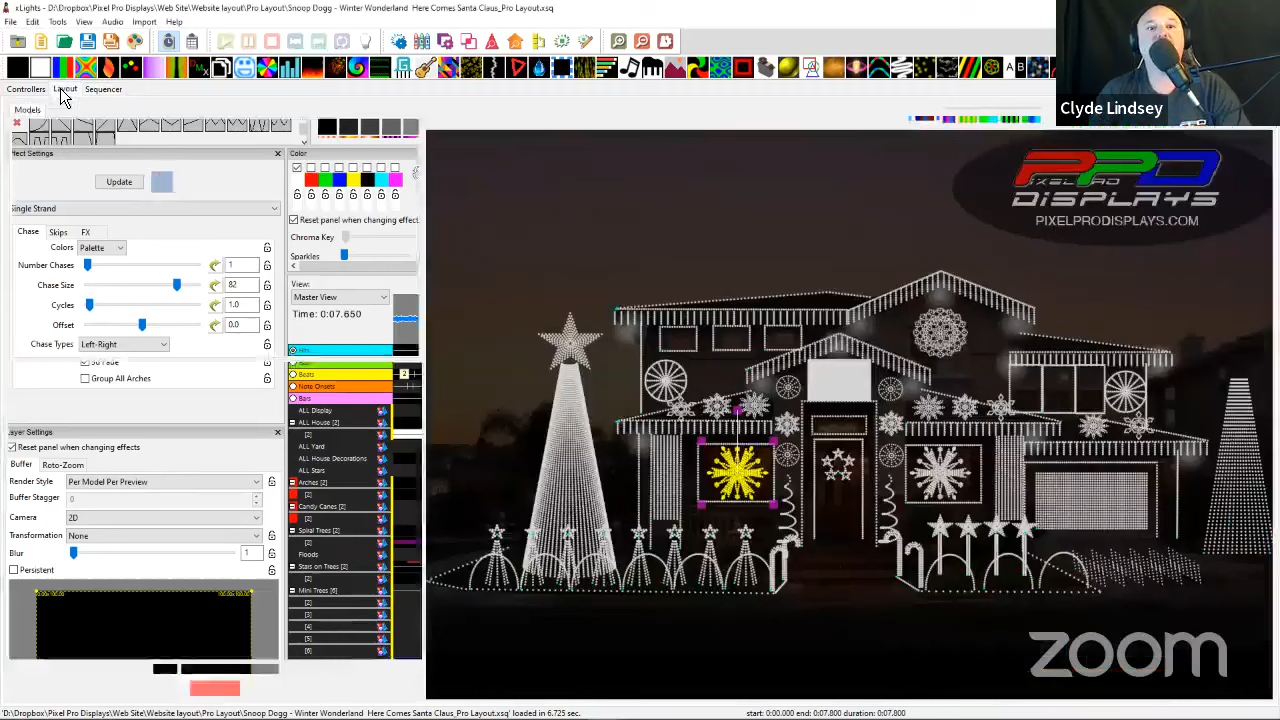 xLights - D:\Dropbox\Pixel Pro Displays\Web Site\Website layout\Pro Layout\Snoop Dogg - Winter Wonderland  Here Comes Santa Claus_Pro Layout.xsq
File Edit Tools View Audio Import Help
Controllers Layout Sequencer
Clyde Lindsey
Models
Effect Settings
Color
Update
Single Strand
Reset panel when changing effect
Chase Skips FX
Colors Palette
Chroma Key
Number Chases 1
Sparkles
Chase Size 82
View:
Cycles 1.0
Master View
Offset 0.0
Time: 0:07.650
Chase Types Left-Right
Group All Arches
Beats
Note Onsets
Bars
ALL Display
ALL House [2]
[2]
ALL Yard
ALL House Decorations
ALL Stars
Arches [2]
[2]
Candy Canes [2]
[2]
Spiral Trees [2]
[2]
Floods
Stars on Trees [2]
[2]
Mini Trees [6]
[2]
[3]
[4]
[5]
[6]
Layer Settings
Reset panel when changing effects
Buffer Roto-Zoom
Render Style Per Model Per Preview
Buffer Stagger 0
Camera 2D
Transformation None
Blur 1
Persistent
PPD
PIXEL PRO
DISPLAYS
PIXELPRODISPLAYS.COM
zoom
'D:\Dropbox\Pixel Pro Displays\Web Site\Website layout\Pro Layout\Snoop Dogg - Winter Wonderland  Here Comes Santa Claus_Pro Layout.xsq' loaded in 6.725 sec.
start: 0:00.000 end: 0:07.800 duration: 0:07.800